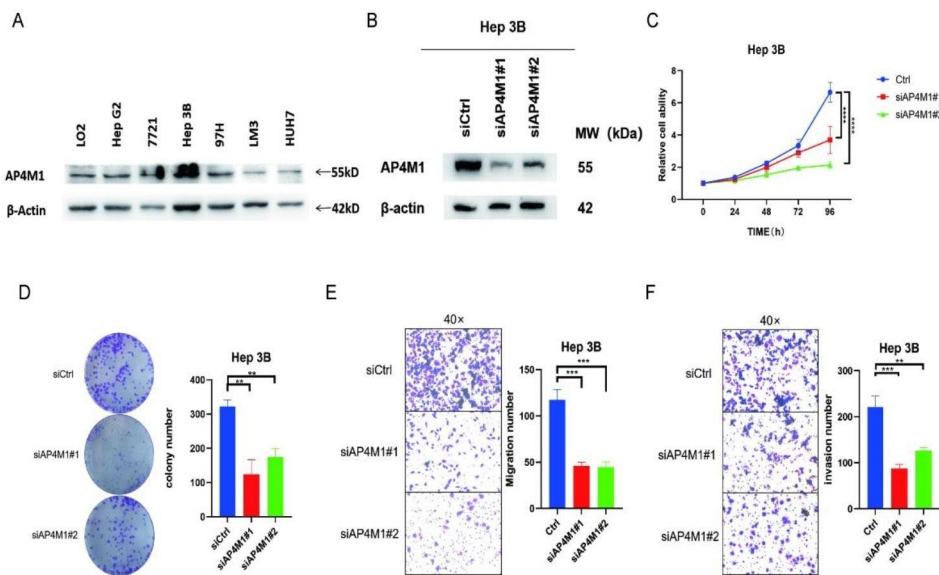 A
LO2
Hep G2
7721
Hep 3B
97H
LM3
HUH7
AP4M1
←55kD
β-Actin
←42kD
B
Hep 3B
siCtrl
siAP4M1#1
siAP4M1#2
MW (kDa)
AP4M1
55
β-actin
42
C
Hep 3B
Relative cell ability
8
6
4
2
0
0
24
48
72
96
TIME(h)
Ctrl
siAP4M1#1
siAP4M1#2
****
****
D
siCtrl
siAP4M1#1
siAP4M1#2
Hep 3B
colony number
400
300
200
100
0
**
**
siCtrl
siAP4M1#1
siAP4M1#2
E
40×
siCtrl
siAP4M1#1
siAP4M1#2
Hep 3B
Migration number
150
100
50
0
***
***
Ctrl
siAP4M1#1
siAP4M1#2
F
40×
siCtrl
siAP4M1#1
siAP4M1#2
Hep 3B
Invasion number
300
200
100
0
**
***
Ctrl
siAP4M1#1
siAP4M1#2